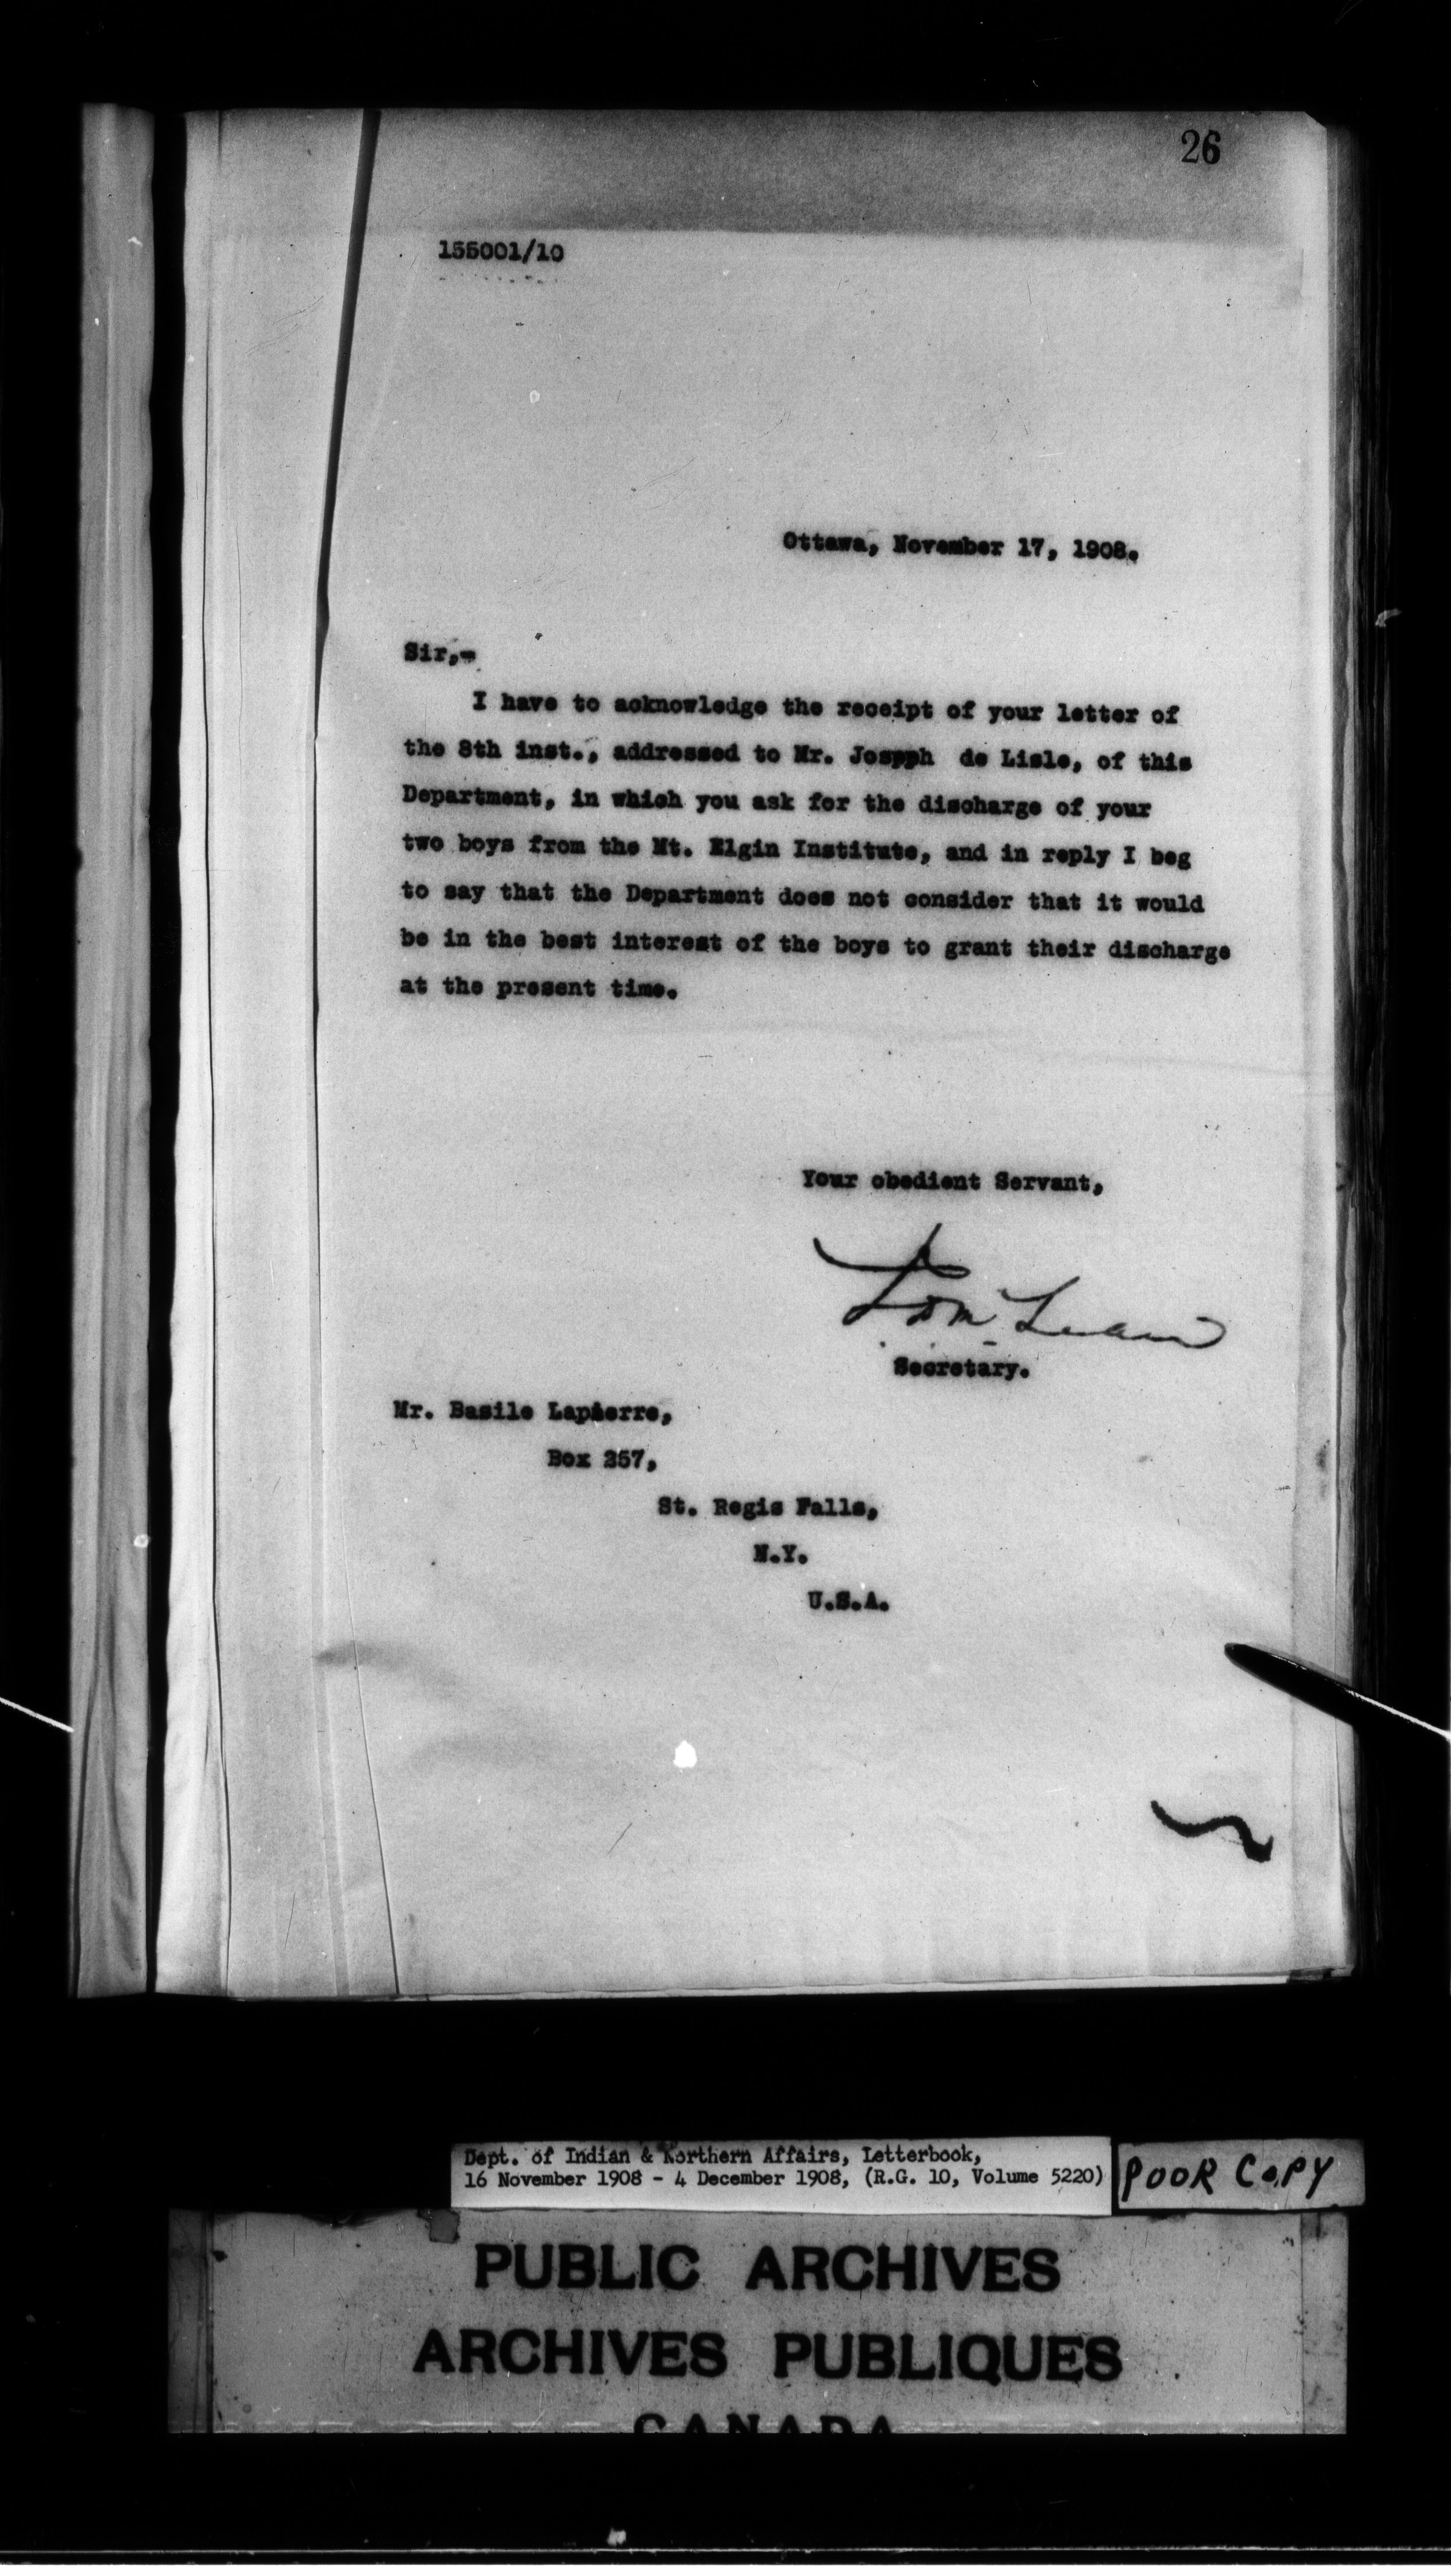 26
155001/10
Ottawa, November 17, 1908.
Sir,-
I have to acknowledge the receipt of your letter of
the 8th inst., addressed to Mr. Jospph de Lisle, of this
Department, in which you ask for the discharge of your
two boys from the Mt. Elgin Institute, and in reply I beg
to say that the Department does not consider that it would
be in the best interest of the boys to grant their discharge
at the present time.
Your obedient Servant,
Secretary.
Mr. Basile Lapierre,
Box 257,
St. Regis Falls,
N.Y.
U.S.A.
Dept. of Indian & Northern Affairs, Letterbook,
16 November 1908 - 4 December 1908, (R.G. 10, Volume 5220)
POOR COPY
PUBLIC ARCHIVES
ARCHIVES PUBLIQUES
CANADA